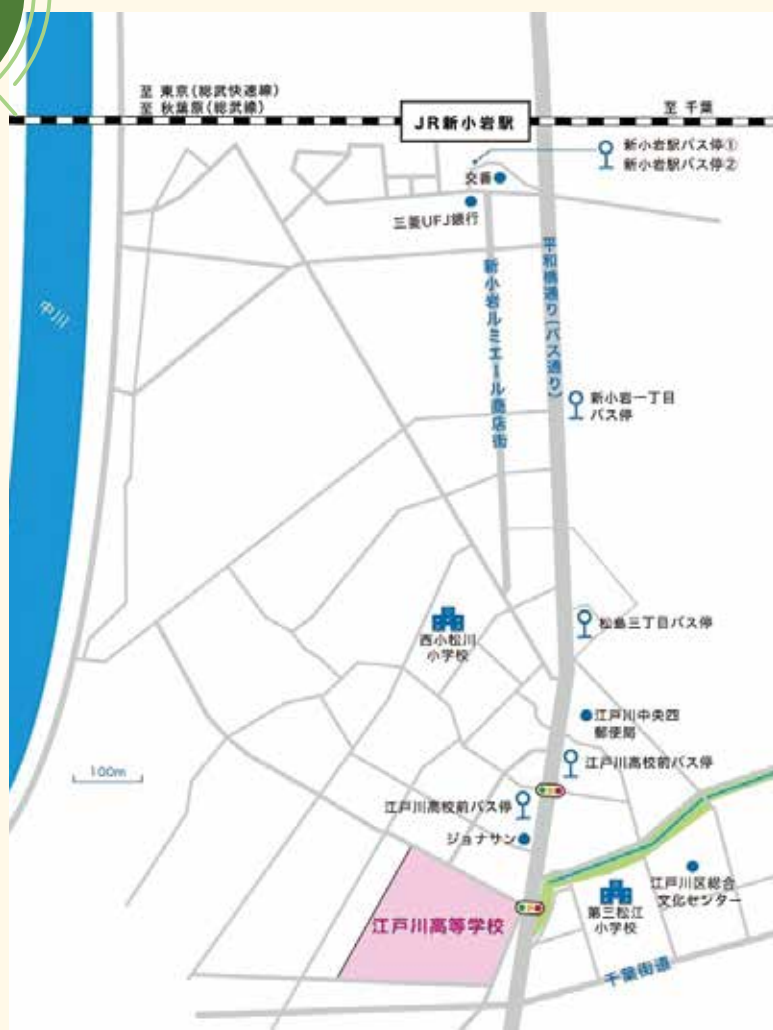 至 東京(総武快速線)
至 秋葉原(総武線)
JR新小岩駅
至 千葉
新小岩駅バス停①
新小岩駅バス停②
交番
三菱UFJ銀行
平和橋通り(バス通り)
新小岩ルミエール商店街
中川
新小岩一丁目
バス停
松島三丁目バス停
西小松川
小学校
江戸川中央四
郵便局
100m
江戸川高校前バス停
江戸川高校前バス停
ジョナサン
江戸川区総合
文化センター
第三松江
小学校
江戸川高等学校
千葉街道